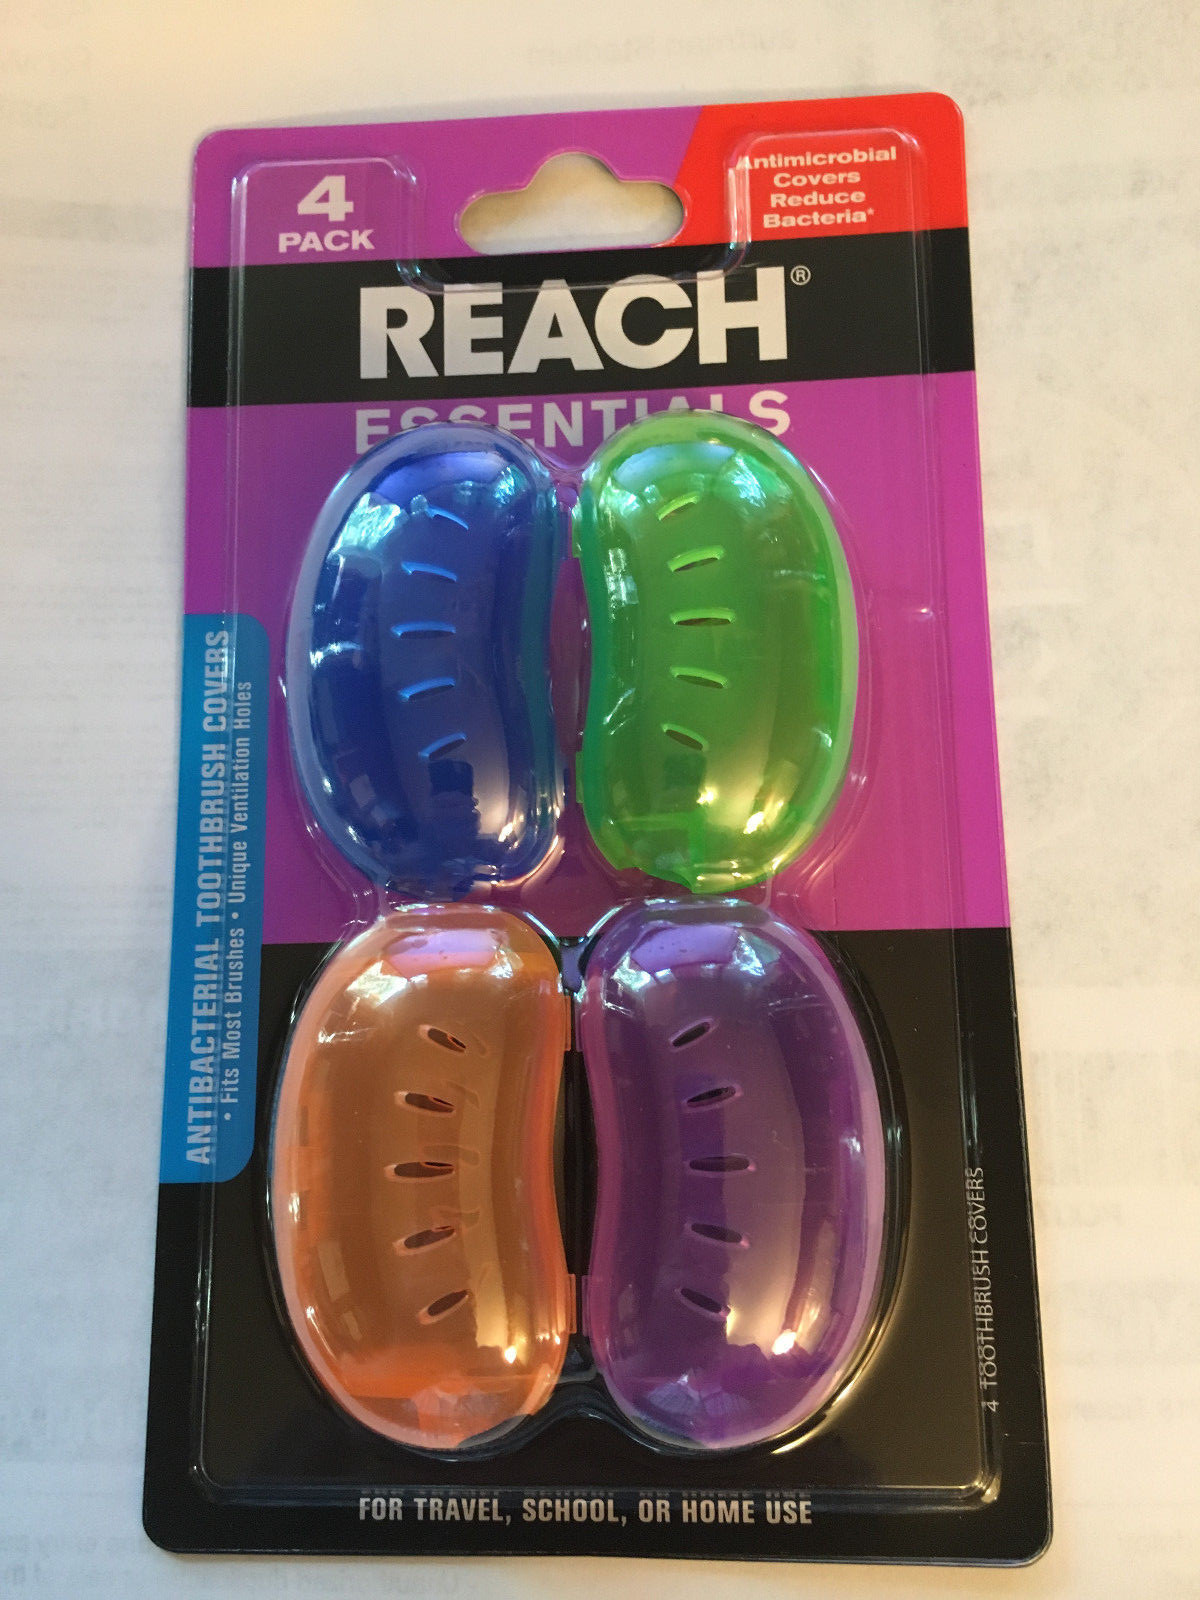 4
PACK
Antimicrobial
Covers
Reduce
Bacteria*
REACH®
ESSENTIALS
ANTIBACTERIAL TOOTHBRUSH COVERS
• Fits Most Brushes • Unique Ventilation Holes
4 TOOTHBRUSH COVERS
FOR TRAVEL, SCHOOL, OR HOME USE